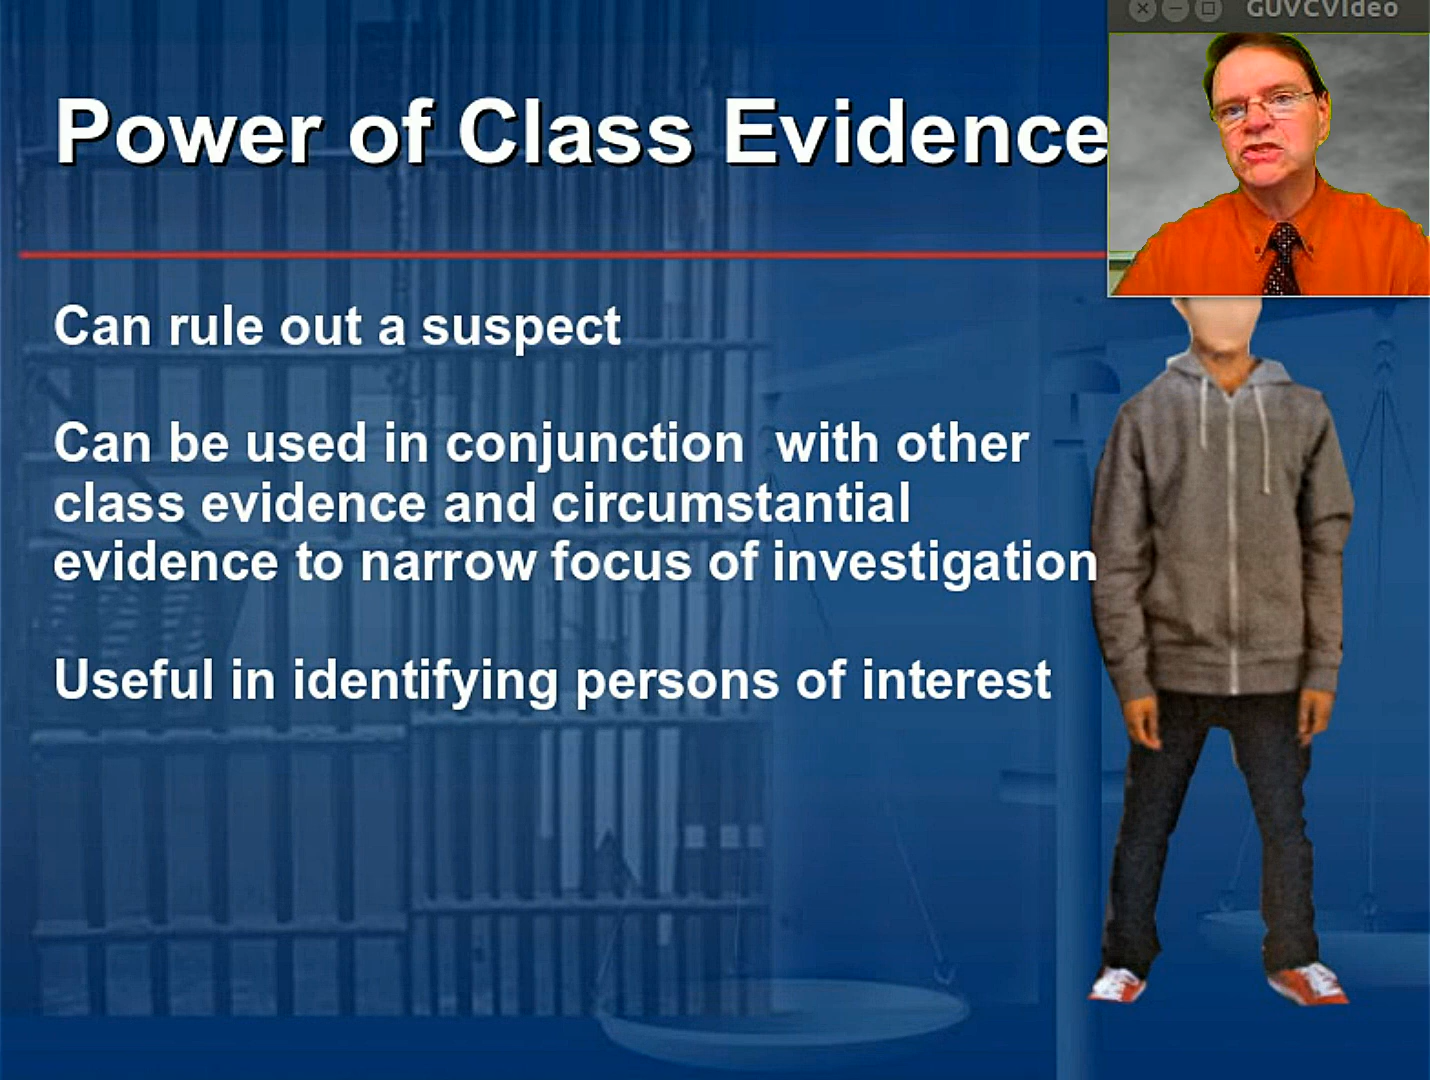 GUVCVideo
Power of Class Evidence
Can rule out a suspect
Can be used in conjunction  with other
class evidence and circumstantial
evidence to narrow focus of investigation
Useful in identifying persons of interest